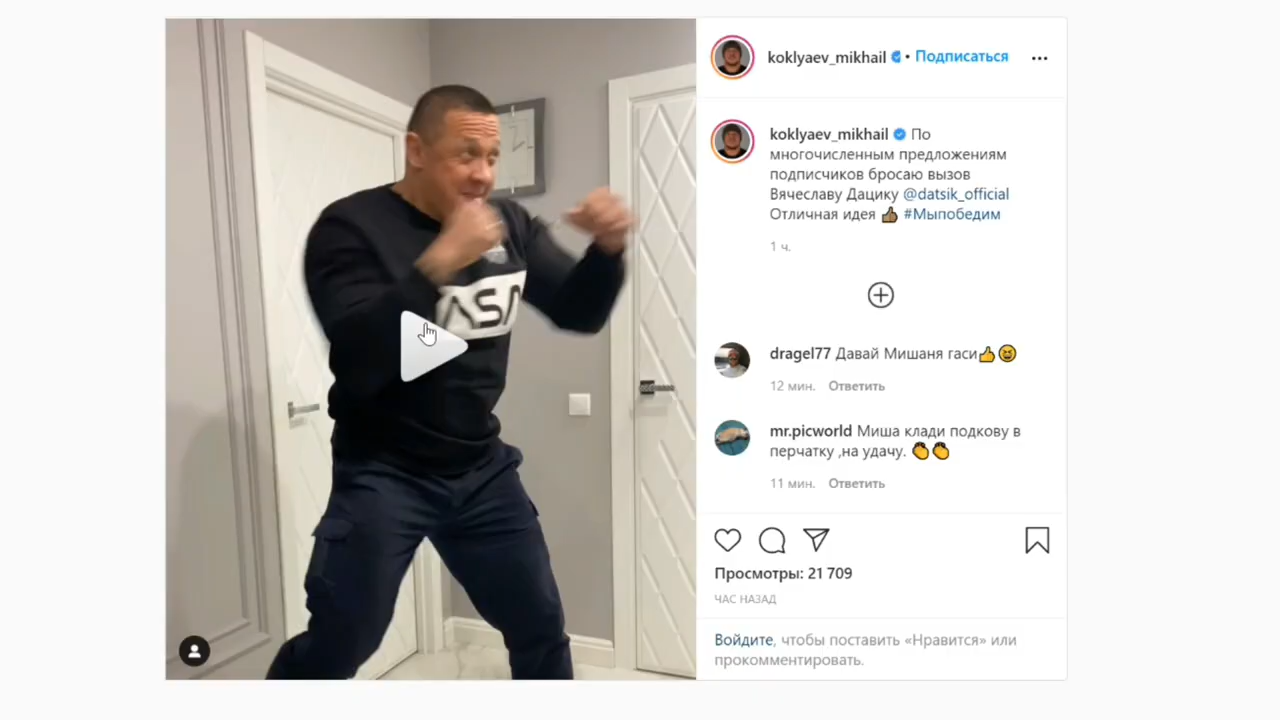 koklyaev_mikhail • Подписаться
koklyaev_mikhail По
многочисленным предложениям
подписчиков бросаю вызов
Вячеславу Дацику @datsik_official
Отличная идея 👍🏾 #Мыпобедим
1 ч.
dragel77 Давай Мишаня гаси👍😆
12 мин. Ответить
mr.picworld Миша клади подкову в
перчатку ,на удачу. 👏👏
11 мин. Ответить
Просмотры: 21 709
ЧАС НАЗАД
Войдите, чтобы поставить «Нравится» или
прокомментировать.